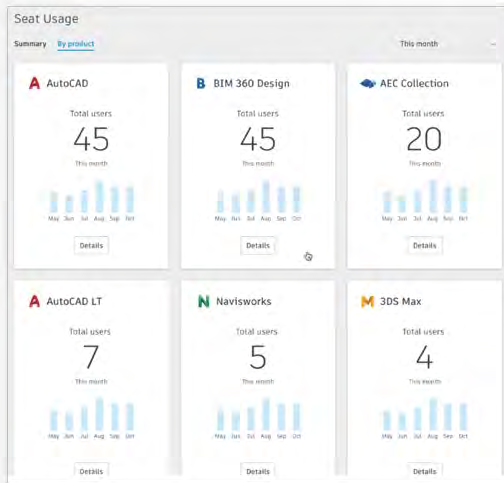 Seat Usage
Summary By product This month
AutoCAD
Total users
45
This month
May Jun Jul Aug Sep Oct
Details
BIM 360 Design
Total users
45
This month
May Jun Jul Aug Sep Oct
Details
AEC Collection
Total users
20
This month
May Jun Jul Aug Sep Oct
Details
AutoCAD LT
Total users
7
This month
May Jun Jul Aug Sep Oct
Details
Navisworks
Total users
5
This month
May Jun Jul Aug Sep Oct
Details
3DS Max
Total users
4
This month
May Jun Jul Aug Sep Oct
Details